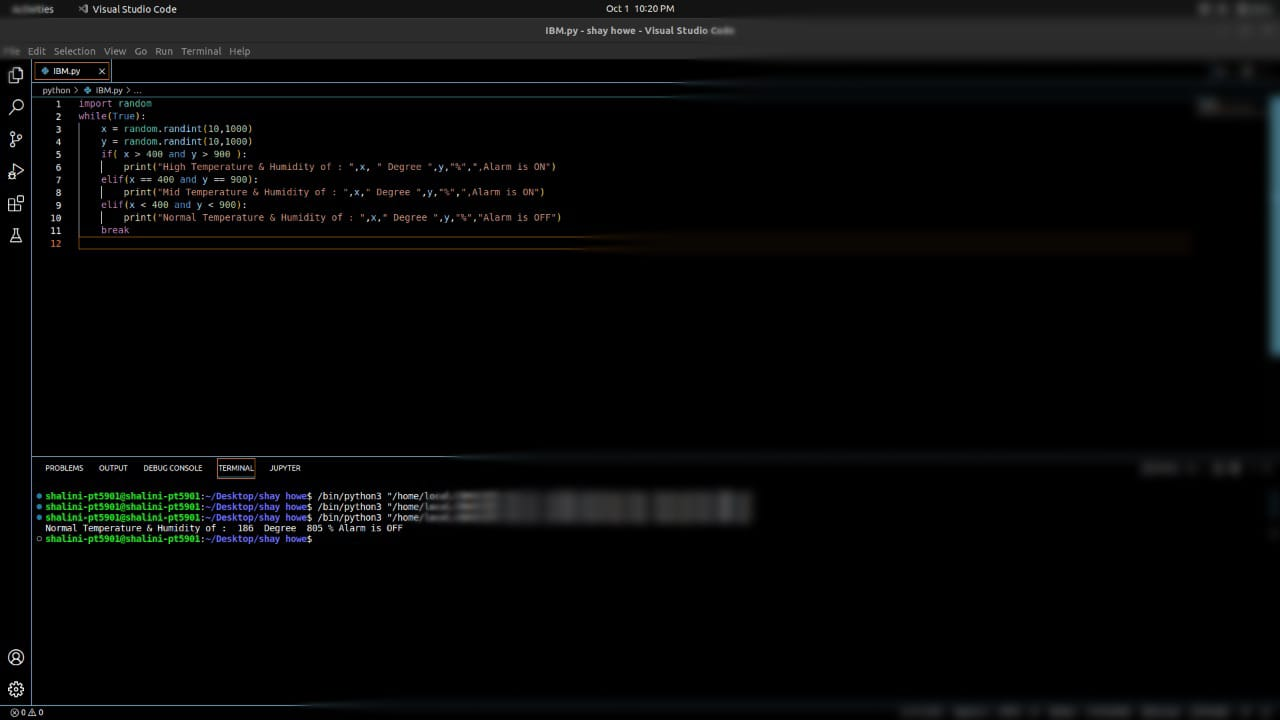 Activities Visual Studio Code Oct 1 10:20 PM
IBM.py - shay howe - Visual Studio Code
File Edit Selection View Go Run Terminal Help
IBM.py
python > IBM.py > ...
1 import random
2 while(True):
3 x = random.randint(10,1000)
4 y = random.randint(10,1000)
5 if( x > 400 and y > 900 ):
6 print("High Temperature & Humidity of : ",x, " Degree ",y,"%",",Alarm is ON")
7 elif(x == 400 and y == 900):
8 print("Mid Temperature & Humidity of : ",x," Degree ",y,"%",",Alarm is ON")
9 elif(x < 400 and y < 900):
10 print("Normal Temperature & Humidity of : ",x," Degree ",y,"%","Alarm is OFF")
11 break
12
PROBLEMS OUTPUT DEBUG CONSOLE TERMINAL JUPYTER
shalini-pt5901@shalini-pt5901:~/Desktop/shay howe$ /bin/python3 "/home/
shalini-pt5901@shalini-pt5901:~/Desktop/shay howe$ /bin/python3 "/home/
shalini-pt5901@shalini-pt5901:~/Desktop/shay howe$ /bin/python3 "/home/
Normal Temperature & Humidity of :  186  Degree  805 % Alarm is OFF
shalini-pt5901@shalini-pt5901:~/Desktop/shay howe$
0 0